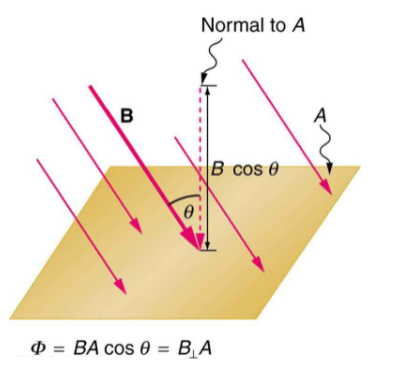 Normal to A
B
A
B cos θ
θ
Φ = BA cos θ = B⊥A